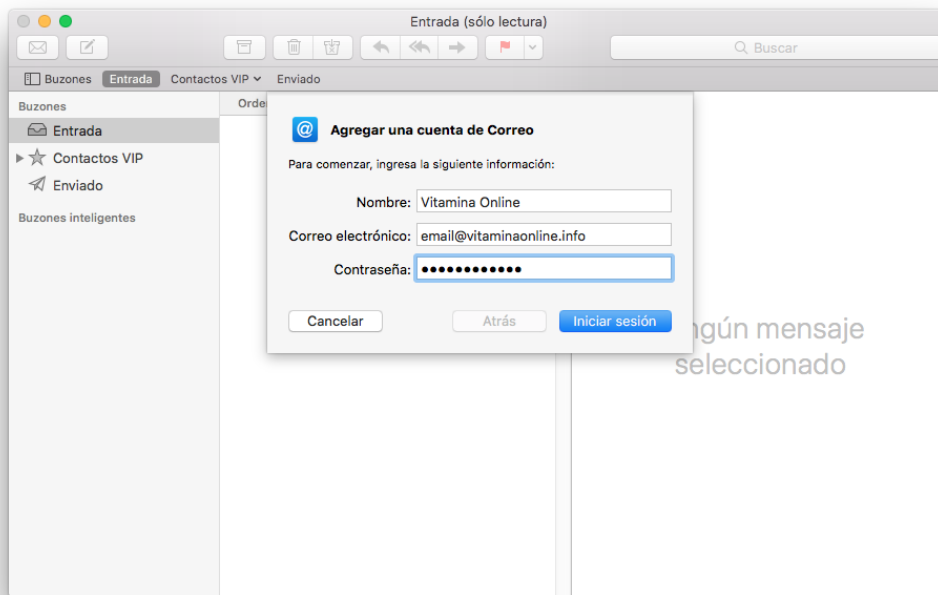 Entrada (sólo lectura)
Buscar
Buzones Entrada Contactos VIP Enviado
Buzones
Entrada
Contactos VIP
Enviado
Buzones inteligentes
Agregar una cuenta de Correo
Para comenzar, ingresa la siguiente información:
Nombre: Vitamina Online
Correo electrónico: email@vitaminaonline.info
Contraseña: ••••••••••••
Cancelar Atrás Iniciar sesión
mensaje
seleccionado